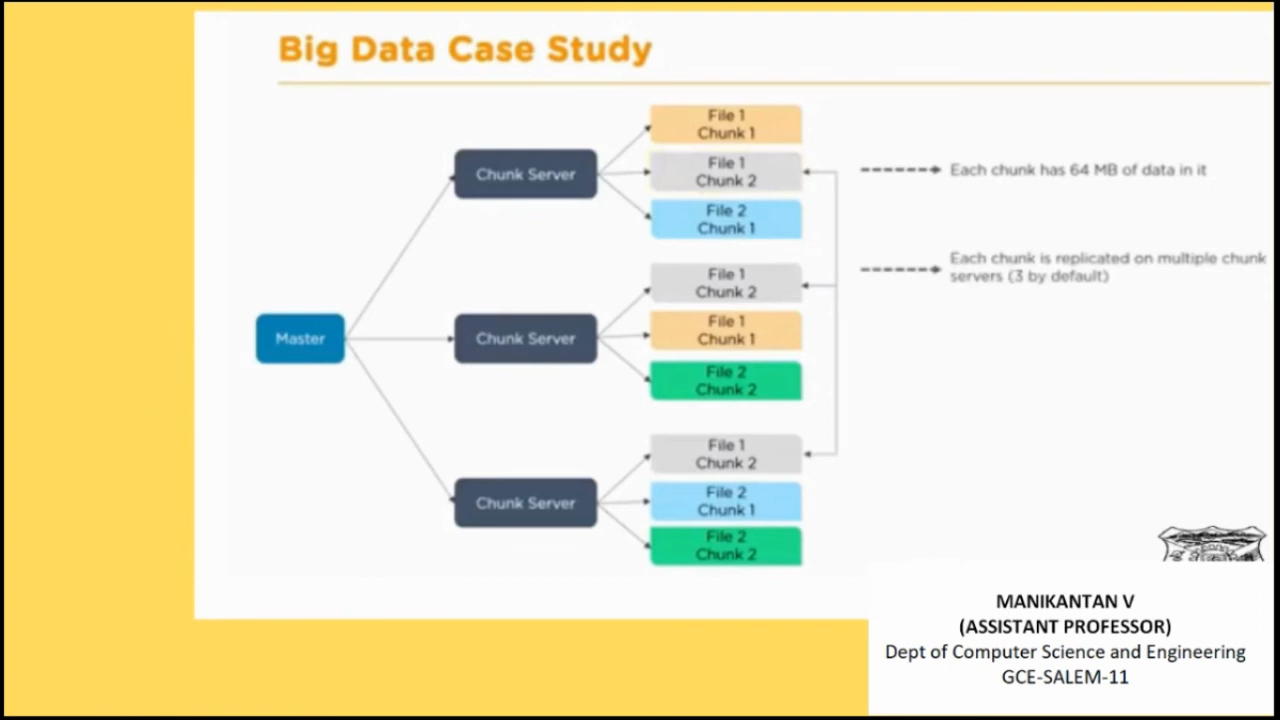 Big Data Case Study
File 1
Chunk 1
Chunk Server
File 1
Chunk 2
File 2
Chunk 1
Each chunk has 64 MB of data in it
Each chunk is replicated on multiple chunk
servers (3 by default)
Master
Chunk Server
File 1
Chunk 2
File 1
Chunk 1
File 2
Chunk 2
Chunk Server
File 1
Chunk 2
File 2
Chunk 1
File 2
Chunk 2
MANIKANTAN V
(ASSISTANT PROFESSOR)
Dept of Computer Science and Engineering
GCE-SALEM-11